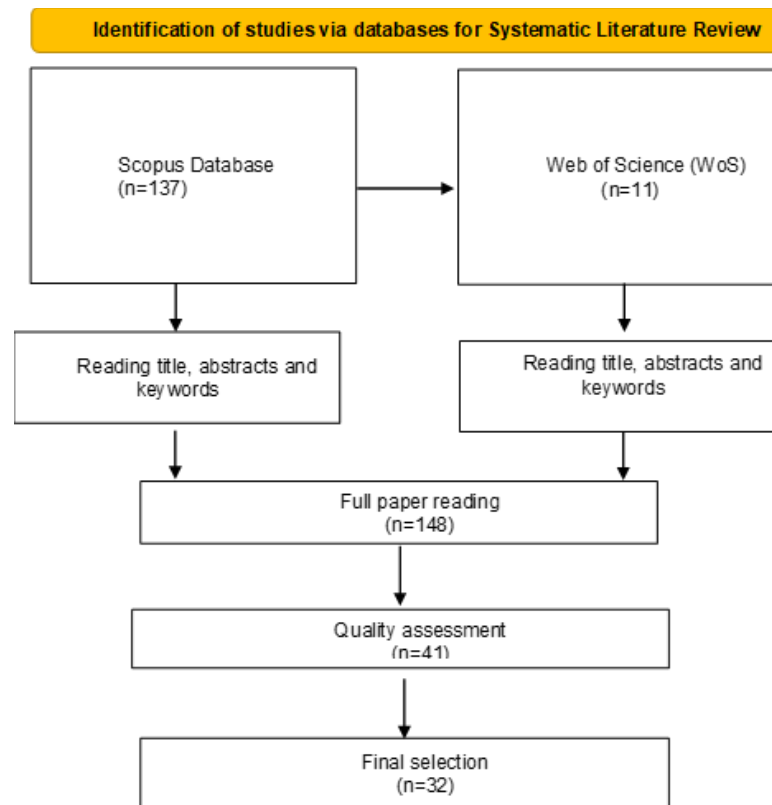 Identification of studies via databases for Systematic Literature Review
Scopus Database
(n=137)
Web of Science (WoS)
(n=11)
Reading title, abstracts and
keywords
Reading title, abstracts and
keywords
Full paper reading
(n=148)
Quality assessment
(n=41)
Final selection
(n=32)